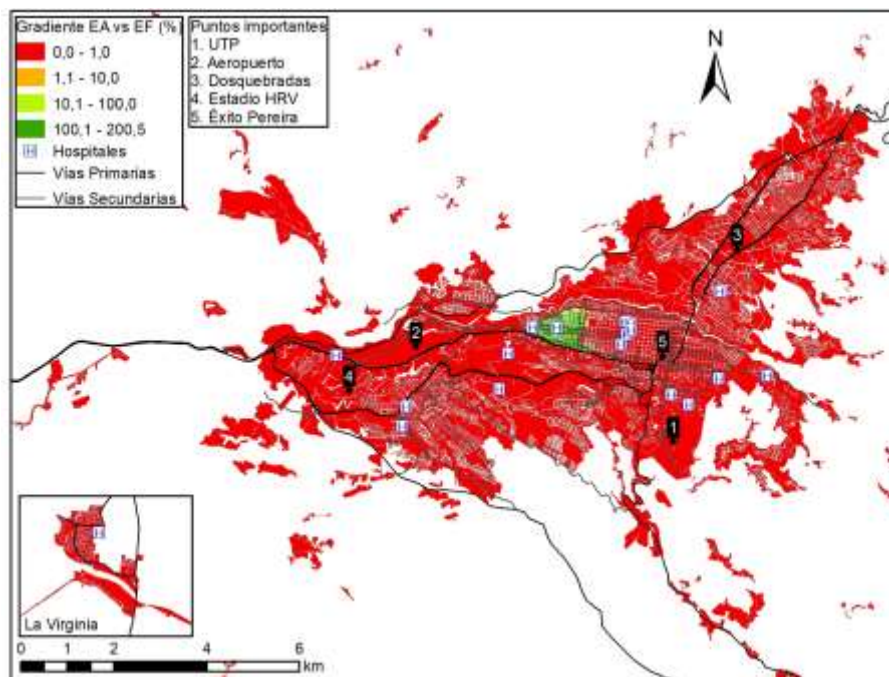 Gradiente EA vs EF (%)
0,0 - 1,0
1,1 - 10,0
10,1 - 100,0
100,1 - 200,5
Hospitales
Vías Primarias
Vías Secundarias
Puntos importantes
1. UTP
2. Aeropuerto
3. Dosquebradas
4. Estadio HRV
5. Éxito Pereira
N
3
H
2
H
H
H
5
H
H
4
H
H
H
H
H
H
H
1
H
La Virginia
0 1 2 4 6
km